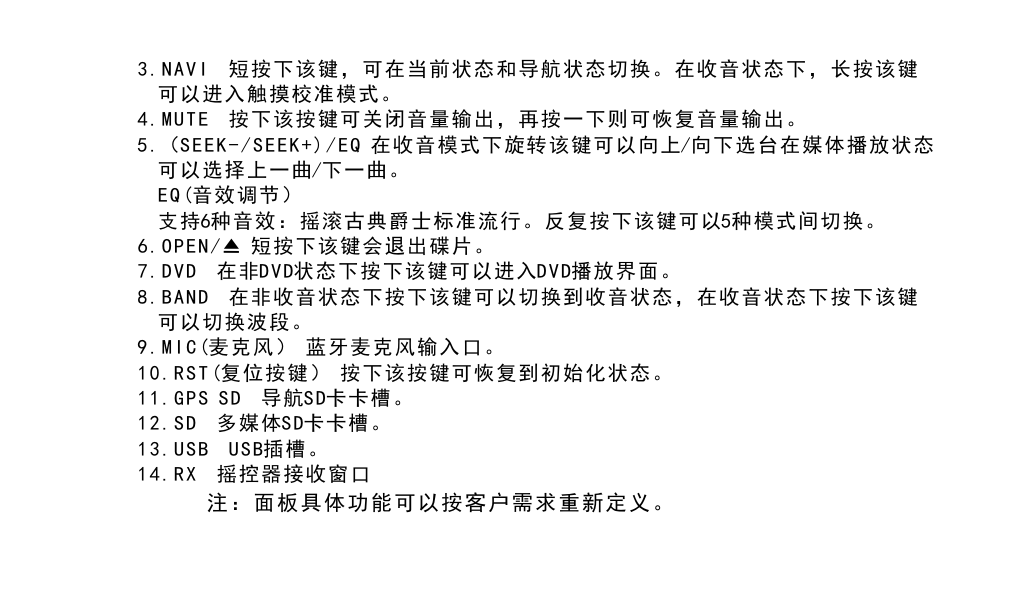 3.NAVI 短按下该键，可在当前状态和导航状态切换。在收音状态下，长按该键
可以进入触摸校准模式。
4.MUTE 按下该按键可关闭音量输出，再按一下则可恢复音量输出。
5.（SEEK-/SEEK+)/EQ 在收音模式下旋转该键可以向上/向下选台在媒体播放状态
可以选择上一曲/下一曲。
EQ(音效调节）
支持6种音效：摇滚古典爵士标准流行。反复按下该键可以5种模式间切换。
6.OPEN/⏏ 短按下该键会退出碟片。
7.DVD 在非DVD状态下按下该键可以进入DVD播放界面。
8.BAND 在非收音状态下按下该键可以切换到收音状态，在收音状态下按下该键
可以切换波段。
9.MIC(麦克风） 蓝牙麦克风输入口。
10.RST(复位按键） 按下该按键可恢复到初始化状态。
11.GPS SD 导航SD卡卡槽。
12.SD 多媒体SD卡卡槽。
13.USB USB插槽。
14.RX 摇控器接收窗口
注：面板具体功能可以按客户需求重新定义。